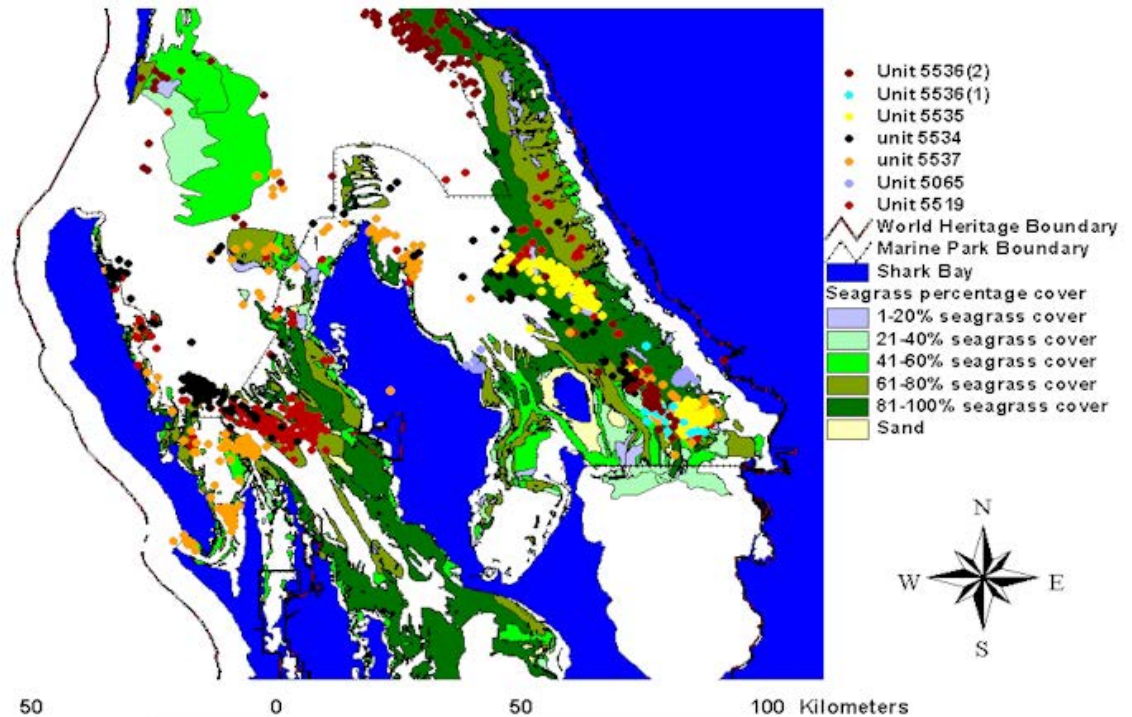 Unit 5536(2)
Unit 5536(1)
Unit 5535
unit 5534
unit 5537
Unit 5065
Unit 5519
World Heritage Boundary
Marine Park Boundary
Shark Bay
Seagrass percentage cover
1-20% seagrass cover
21-40% seagrass cover
41-60% seagrass cover
61-80% seagrass cover
81-100% seagrass cover
Sand
N
W E
S
50 0 50 100 Kilometers